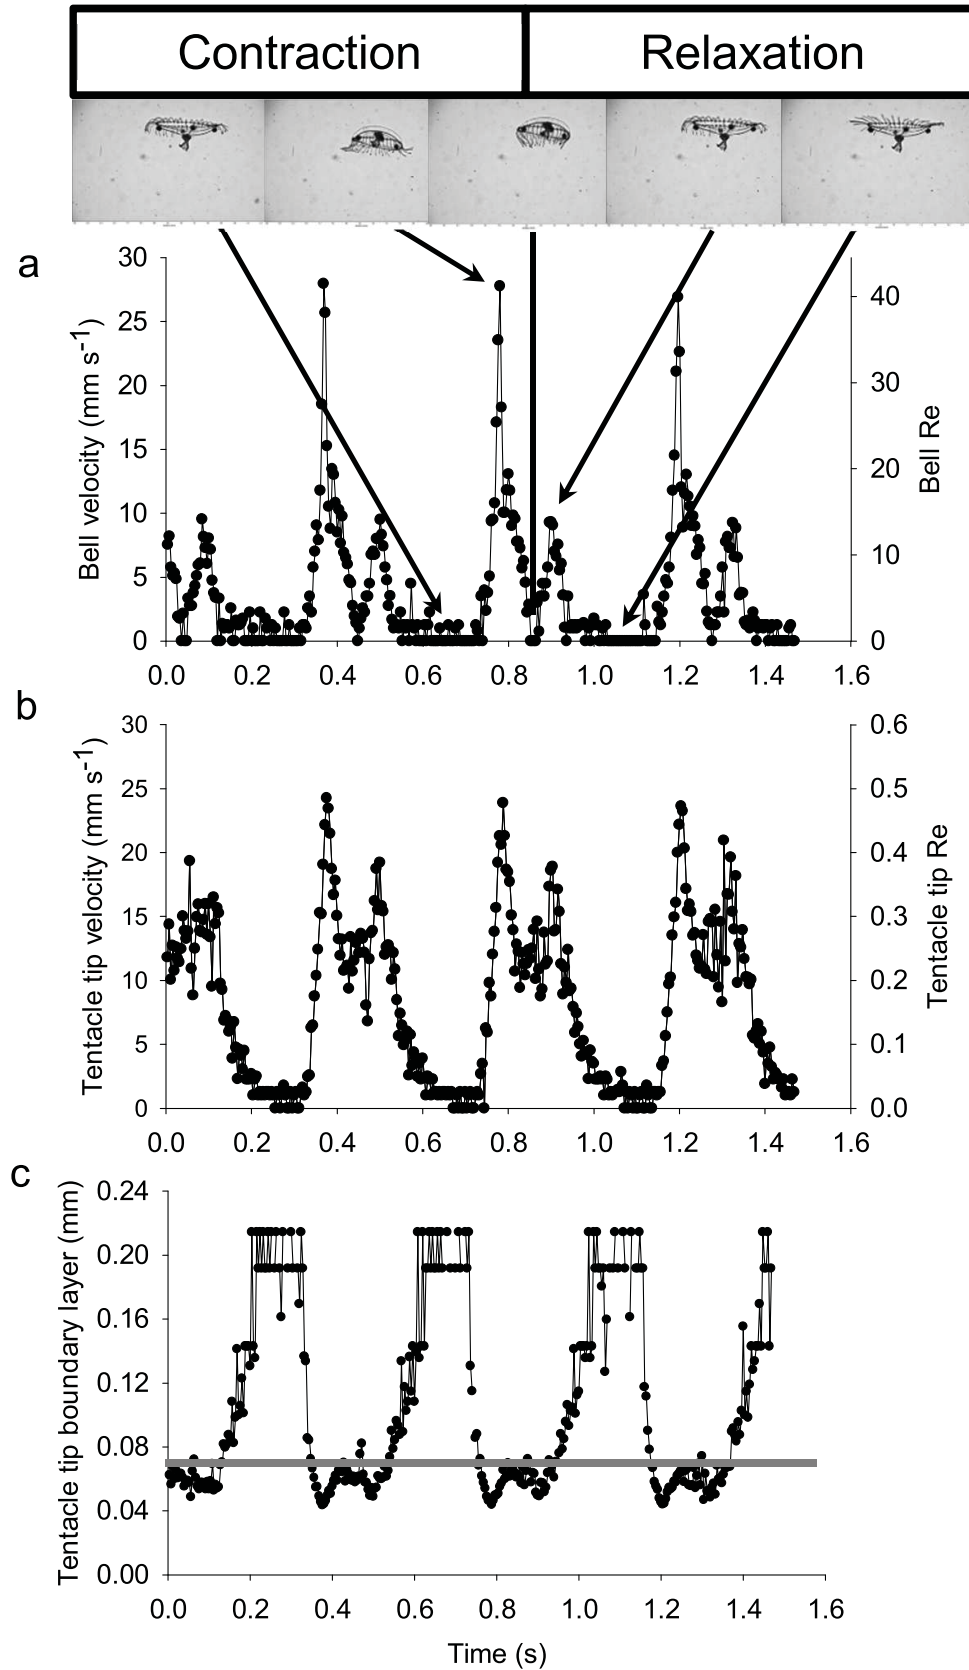 Contraction Relaxation
a
30
25
20
15
10
5
0
Bell velocity (mm s-1)
40
30
20
10
0
Bell Re
0.0 0.2 0.4 0.6 0.8 1.0 1.2 1.4 1.6
b
30
25
20
15
10
5
0
Tentacle tip velocity (mm s-1)
0.6
0.5
0.4
0.3
0.2
0.1
0.0
Tentacle tip Re
0.0 0.2 0.4 0.6 0.8 1.0 1.2 1.4 1.6
c
0.24
0.20
0.16
0.12
0.08
0.04
0.00
Tentacle tip boundary layer (mm)
0.0 0.2 0.4 0.6 0.8 1.0 1.2 1.4 1.6
Time (s)